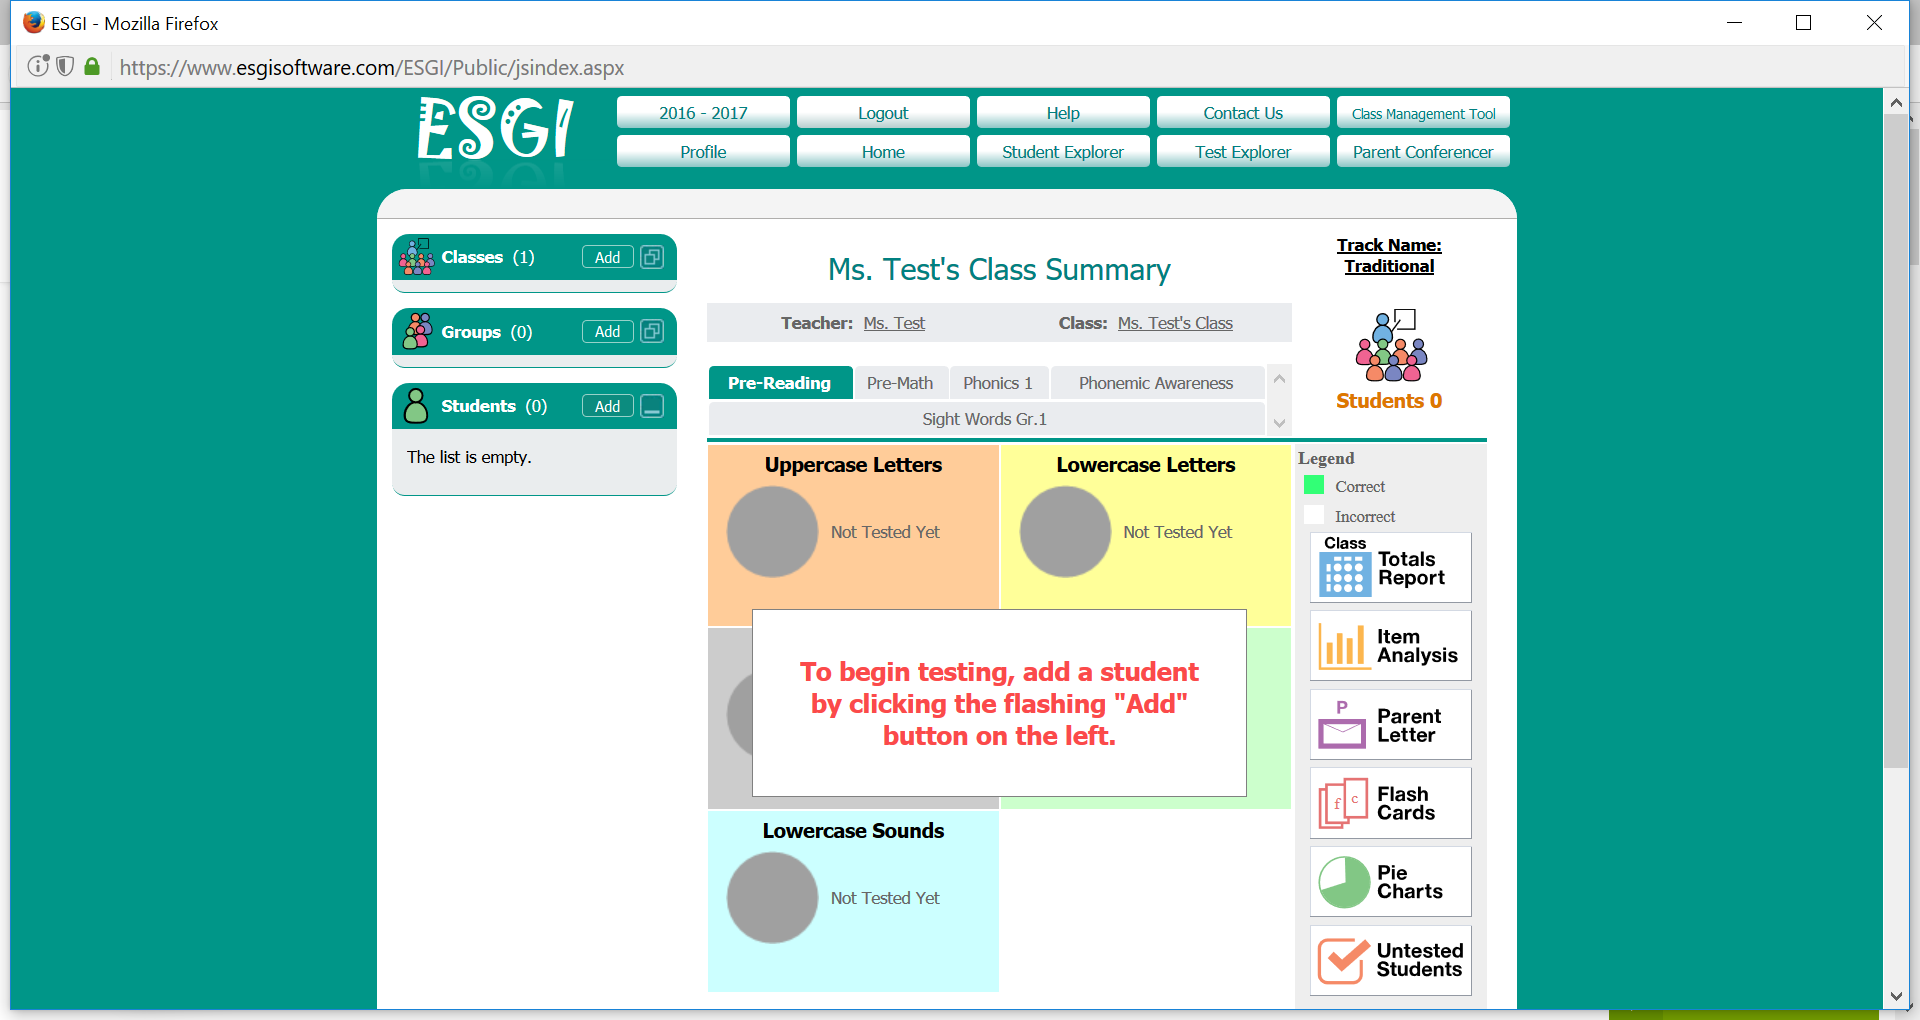 ESGI - Mozilla Firefox
https://www.esgisoftware.com/ESGI/Public/jsindex.aspx
ESGI
2016 - 2017
Logout
Help
Contact Us
Class Management Tool
Profile
Home
Student Explorer
Test Explorer
Parent Conferencer
Classes (1)
Add
Groups (0)
Add
Students (0)
Add
The list is empty.
Ms. Test's Class Summary
Teacher: Ms. Test
Class: Ms. Test's Class
Track Name:
Traditional
Students 0
Pre-Reading
Pre-Math
Phonics 1
Phonemic Awareness
Sight Words Gr.1
Uppercase Letters
Not Tested Yet
Lowercase Letters
Not Tested Yet
To begin testing, add a student
by clicking the flashing "Add"
button on the left.
Lowercase Sounds
Not Tested Yet
Legend
Correct
Incorrect
Class
Totals
Report
Item
Analysis
P
Parent
Letter
f c
Flash
Cards
Pie
Charts
Untested
Students